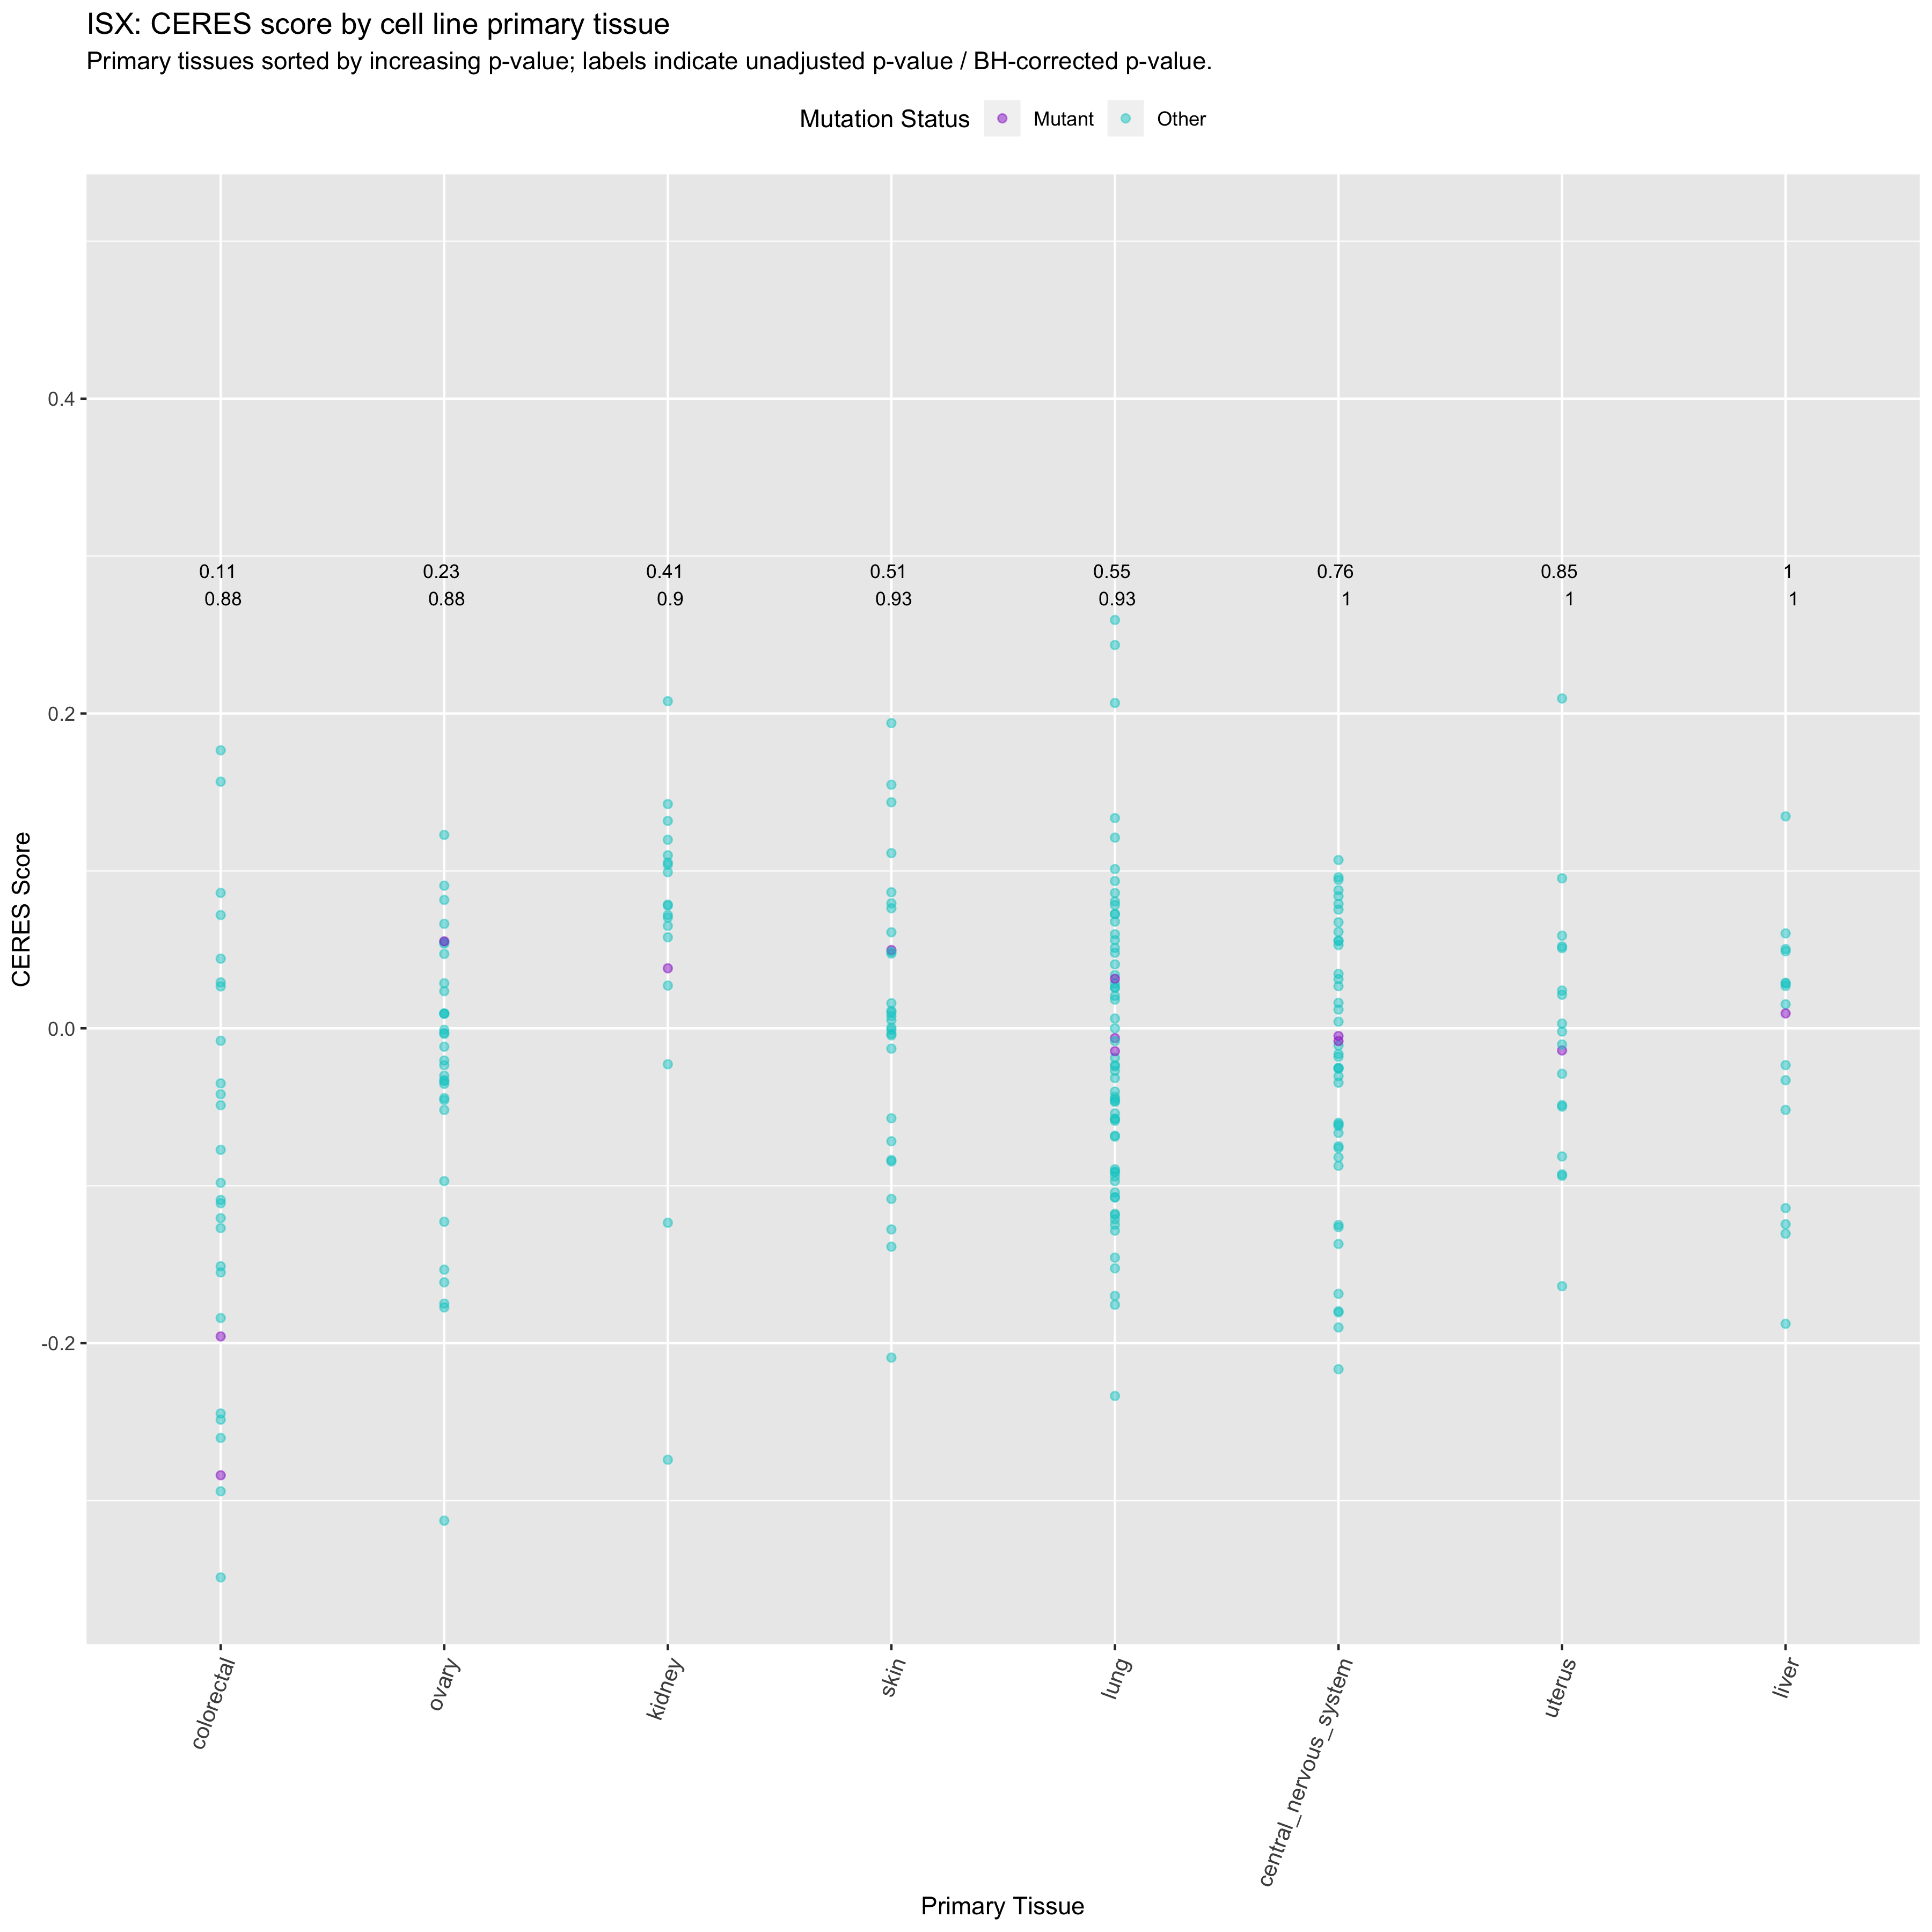 ISX: CERES score by cell line primary tissue
Primary tissues sorted by increasing p-value; labels indicate unadjusted p-value / BH-corrected p-value.
Mutation Status Mutant Other
0.4
0.11 0.23 0.41 0.51 0.55 0.76 0.85 1
0.88 0.88 0.9 0.93 0.93 1 1 1
0.2
CERES Score
0.0
-0.2
colorectal ovary kidney skin lung central_nervous_system uterus liver
Primary Tissue